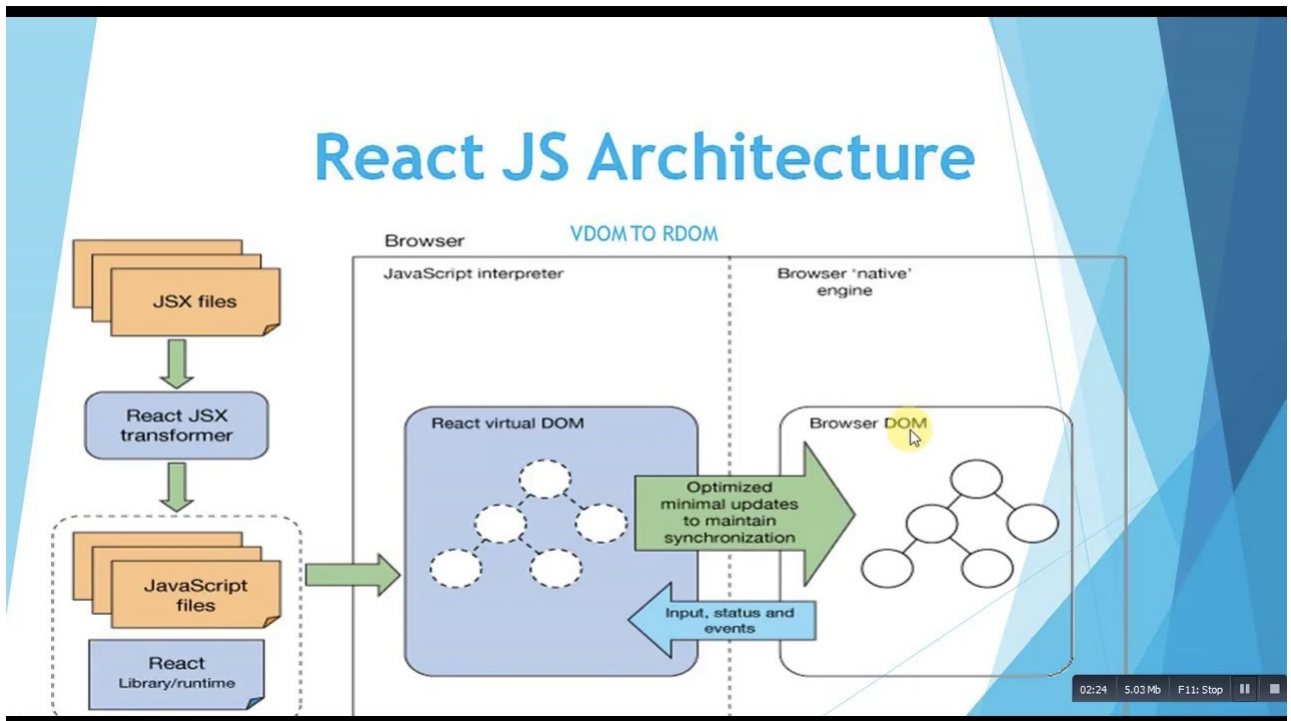 React JS Architecture
VDOM TO RDOM
Browser
JavaScript interpreter
Browser ‘native’
engine
JSX files
React JSX
transformer
JavaScript
files
React
Library/runtime
React virtual DOM
Browser DOM
Optimized
minimal updates
to maintain
synchronization
Input, status and
events
02:24 5.03 Mb F11: Stop